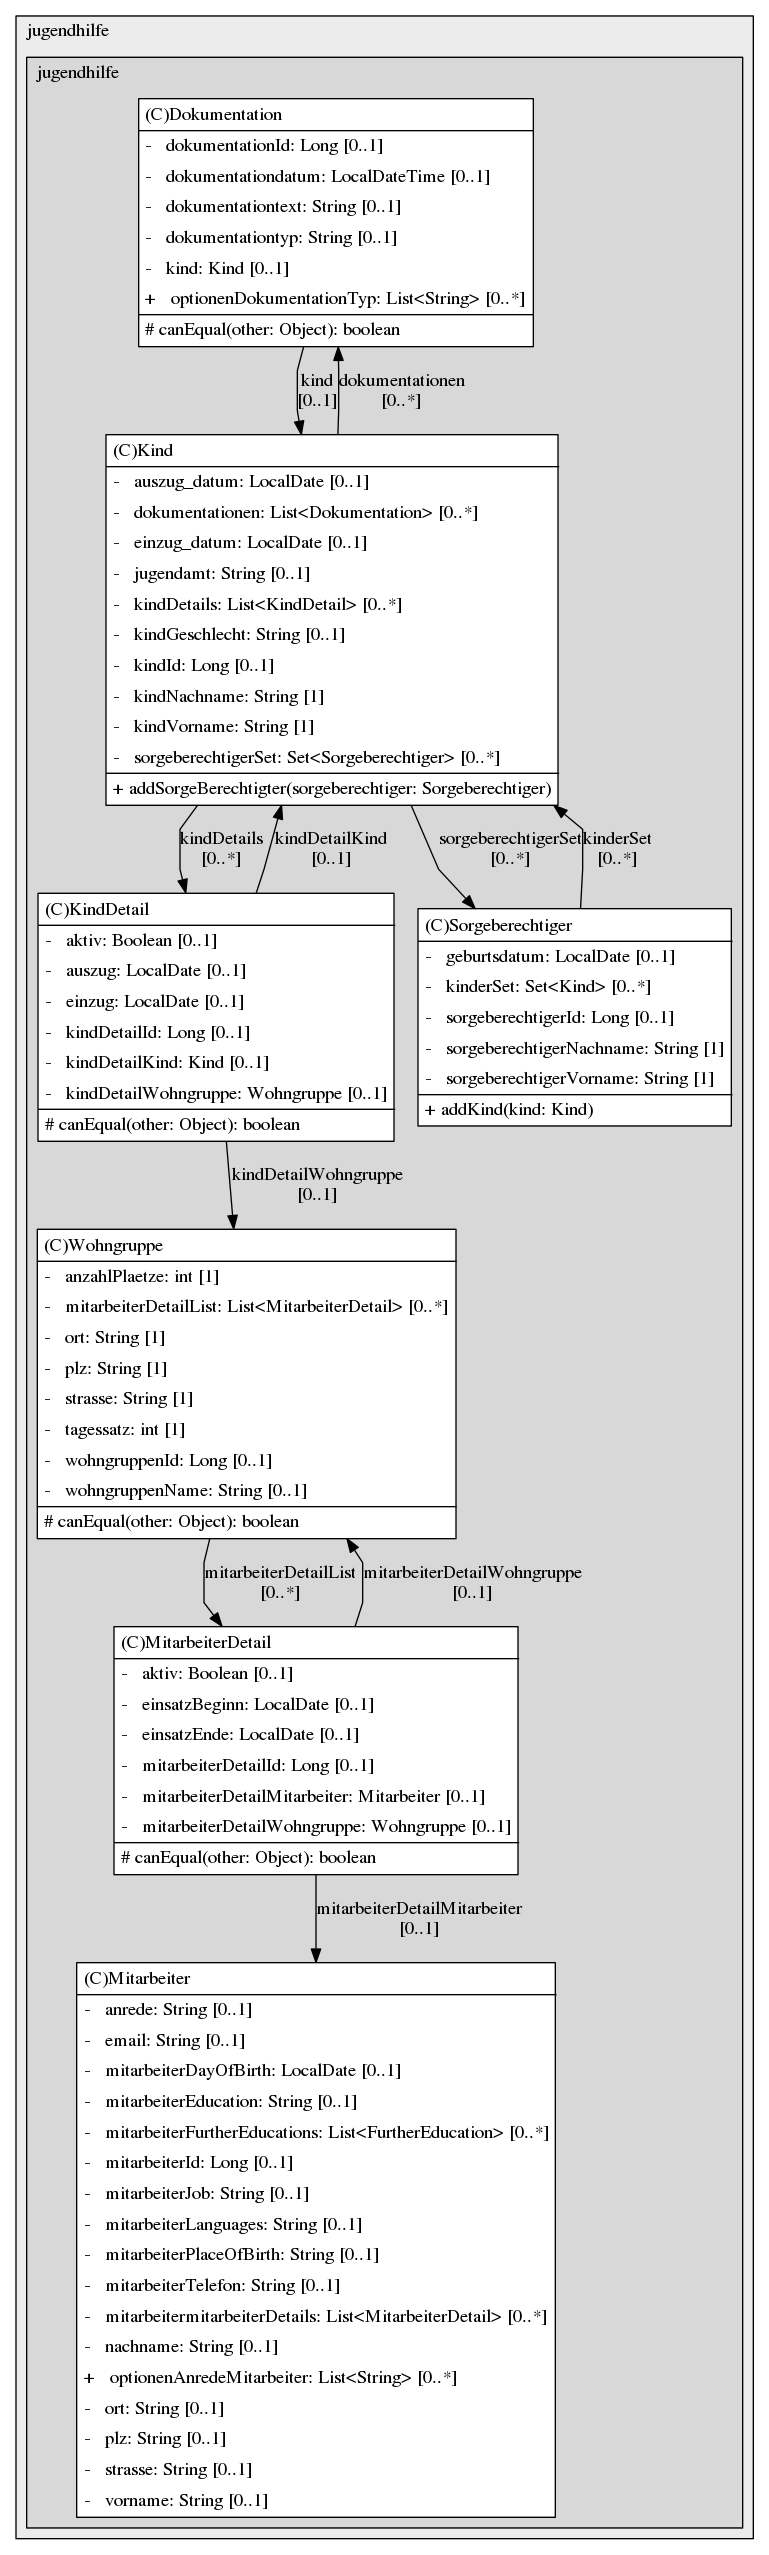 jugendhilfe
jugendhilfe
(C)Dokumentation
- dokumentationId: Long [0..1]
- dokumentationdatum: LocalDateTime [0..1]
- dokumentationtext: String [0..1]
- dokumentationtyp: String [0..1]
- kind: Kind [0..1]
+ optionenDokumentationTyp: List<String> [0..*]
# canEqual(other: Object): boolean
kind
[0..1]
dokumentationen
[0..*]
(C)Kind
- auszug_datum: LocalDate [0..1]
- dokumentationen: List<Dokumentation> [0..*]
- einzug_datum: LocalDate [0..1]
- jugendamt: String [0..1]
- kindDetails: List<KindDetail> [0..*]
- kindGeschlecht: String [0..1]
- kindId: Long [0..1]
- kindNachname: String [1]
- kindVorname: String [1]
- sorgeberechtigerSet: Set<Sorgeberechtiger> [0..*]
+ addSorgeBerechtigter(sorgeberechtiger: Sorgeberechtiger)
kindDetails
[0..*]
kindDetailKind
[0..1]
sorgeberechtigerSet
[0..*]
kinderSet
[0..*]
(C)KindDetail
- aktiv: Boolean [0..1]
- auszug: LocalDate [0..1]
- einzug: LocalDate [0..1]
- kindDetailId: Long [0..1]
- kindDetailKind: Kind [0..1]
- kindDetailWohngruppe: Wohngruppe [0..1]
# canEqual(other: Object): boolean
(C)Sorgeberechtiger
- geburtsdatum: LocalDate [0..1]
- kinderSet: Set<Kind> [0..*]
- sorgeberechtigerId: Long [0..1]
- sorgeberechtigerNachname: String [1]
- sorgeberechtigerVorname: String [1]
+ addKind(kind: Kind)
kindDetailWohngruppe
[0..1]
(C)Wohngruppe
- anzahlPlaetze: int [1]
- mitarbeiterDetailList: List<MitarbeiterDetail> [0..*]
- ort: String [1]
- plz: String [1]
- strasse: String [1]
- tagessatz: int [1]
- wohngruppenId: Long [0..1]
- wohngruppenName: String [0..1]
# canEqual(other: Object): boolean
mitarbeiterDetailList
[0..*]
mitarbeiterDetailWohngruppe
[0..1]
(C)MitarbeiterDetail
- aktiv: Boolean [0..1]
- einsatzBeginn: LocalDate [0..1]
- einsatzEnde: LocalDate [0..1]
- mitarbeiterDetailId: Long [0..1]
- mitarbeiterDetailMitarbeiter: Mitarbeiter [0..1]
- mitarbeiterDetailWohngruppe: Wohngruppe [0..1]
# canEqual(other: Object): boolean
mitarbeiterDetailMitarbeiter
[0..1]
(C)Mitarbeiter
- anrede: String [0..1]
- email: String [0..1]
- mitarbeiterDayOfBirth: LocalDate [0..1]
- mitarbeiterEducation: String [0..1]
- mitarbeiterFurtherEducations: List<FurtherEducation> [0..*]
- mitarbeiterId: Long [0..1]
- mitarbeiterJob: String [0..1]
- mitarbeiterLanguages: String [0..1]
- mitarbeiterPlaceOfBirth: String [0..1]
- mitarbeiterTelefon: String [0..1]
- mitarbeitermitarbeiterDetails: List<MitarbeiterDetail> [0..*]
- nachname: String [0..1]
+ optionenAnredeMitarbeiter: List<String> [0..*]
- ort: String [0..1]
- plz: String [0..1]
- strasse: String [0..1]
- vorname: String [0..1]